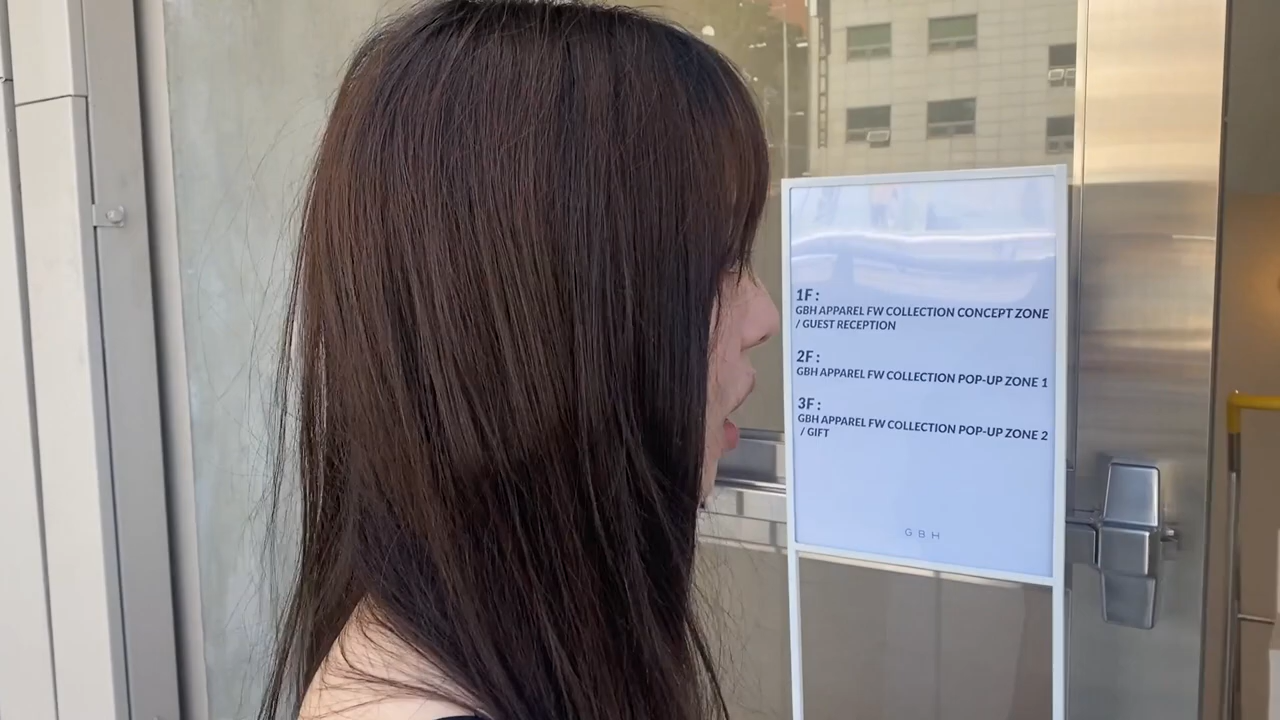 1F :
GBH APPAREL FW COLLECTION CONCEPT ZONE
/ GUEST RECEPTION
2F :
GBH APPAREL FW COLLECTION POP-UP ZONE 1
3F :
GBH APPAREL FW COLLECTION POP-UP ZONE 2
/ GIFT
GBH